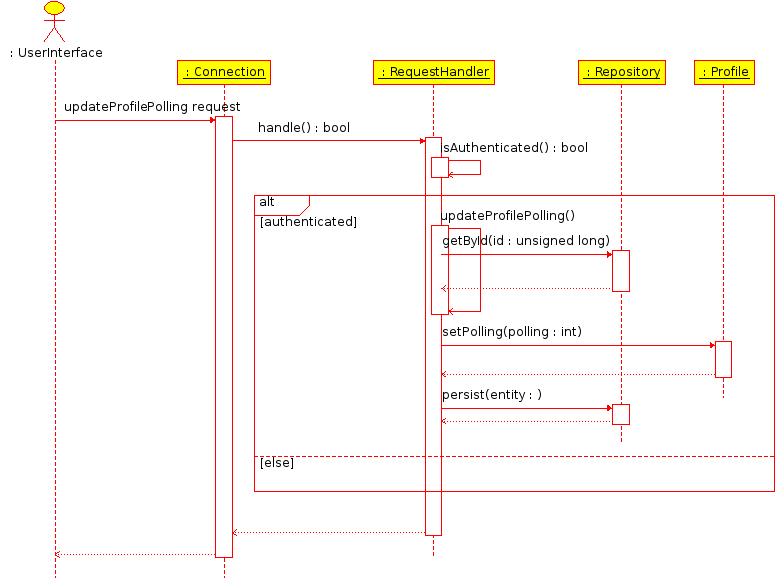 : UserInterface
: Connection
: RequestHandler
: Repository
: Profile
updateProfilePolling request
handle() : bool
isAuthenticated() : bool
alt
[authenticated]
updateProfilePolling()
getById(id : unsigned long)
setPolling(polling : int)
persist(entity : )
[else]